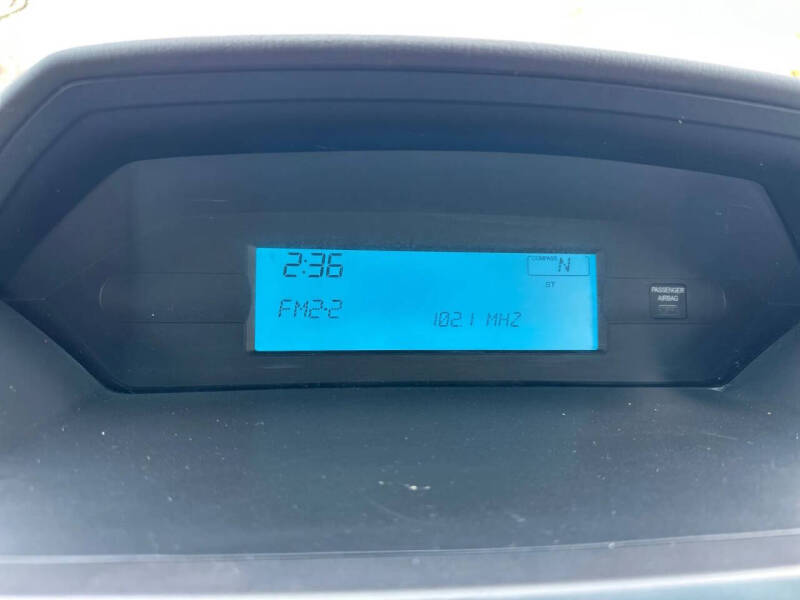 2:36
COMPASS N
ST
FM2-2
102.1 MHZ
PASSENGER
AIRBAG